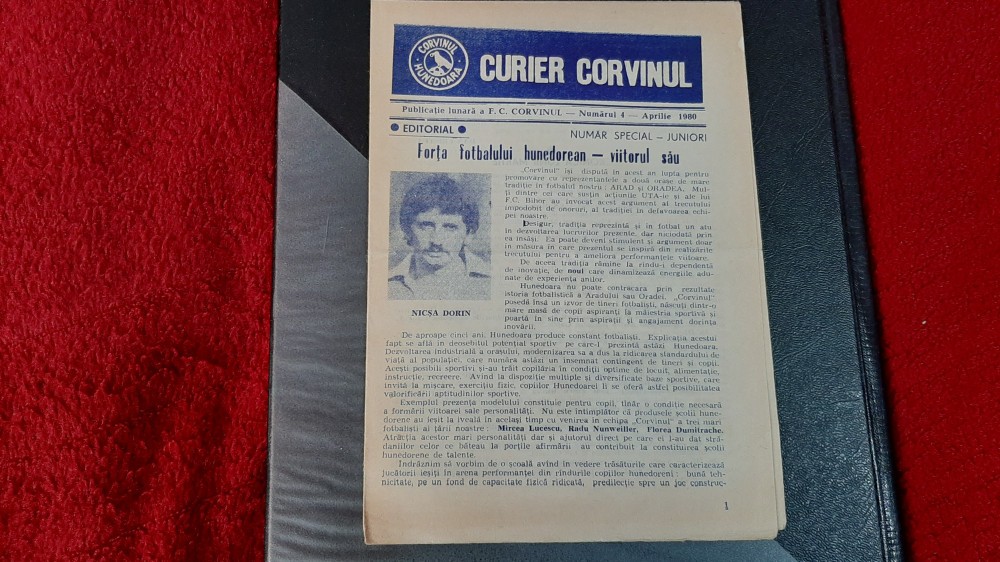 CORVINUL
HUNEDOARA
CURIER CORVINUL
Publicație lunară a F. C. CORVINUL — Numărul 4 — Aprilie 1980
● EDITORIAL ●
NUMĂR SPECIAL – JUNIORI
Forța fotbalului hunedorean – viitorul său
„Corvinul" își dispută în acest an lupta pentru
promovare cu reprezentantele a două orașe de mare
tradiție în fotbalul nostru : ARAD și ORADEA. Mul-
ți dintre cei care susțin acțiunile UTA-ie și ale lui
F.C. Bihor au invocat acest argument al trecutului
împodobit de onoruri, al tradiției în defavoarea echi-
pei noastre.
Desigur, tradiția reprezintă și în fotbal un atu
în dezvoltarea lucrurilor prezente, dar niciodată prin
ea însăși. Ea poate deveni stimulent și argument doar
în măsura în care prezentul se inspiră din realizările
trecutului pentru a ameliora performanțele viitoare.
De aceea tradiția rămîne la rîndu-i dependentă
de inovație, de noul care dinamizează energiile adu-
nate de experiența anilor.
Hunedoara nu poate contracara prin rezultate
istoria fotbalistică a Aradului sau Oradei. „Corvinul"
posedă însă un izvor de tineri fotbaliști, născuți dintr-o
mare masă de copii aspiranți la măiestria sportivă și
poartă în sine prin aspirații și angajament dorința
inovării.
NICȘA DORIN
De aproape cinci ani, Hunedoara produce constant fotbaliști. Explicația acestui
fapt se află în deosebitul potențial sportiv pe care-l prezintă astăzi Hunedoara.
Dezvoltarea industrială a orașului, modernizarea sa a dus la ridicarea standardului de
viață al populației, care numără astăzi un însemnat contingent de tineri și copii.
Acești posibili sportivi și-au trăit copilăria în condiții optime de locuit, alimentație,
instrucție, recreere. Avînd la dispoziție multiple și diversificate baze sportive, care
invită la mișcare, exercițiu fizic, copiilor Hunedoarei li se oferă astfel posibilitatea
valorificării aptitudinilor sportive.
Exemplul prezența modelului constituie pentru copil, tînăr o condiție necesară
a formării viitoarei sale personalități. Nu este întîmplător că produsele școlii hune-
dorene au ieșit la iveală în același timp cu venirea în echipa „Corvinul" a trei mari
fotbaliști ai țării noastre : Mircea Lucescu, Radu Nunweiller, Florea Dumitrache.
Atracția acestor mari personalități dar și ajutorul direct pe care ei l-au dat stră-
daniilor celor ce băteau la porțile afirmării au contribuit la constituirea școlii
hunedorene de talente.
Îndrăznim să vorbim de o școală avînd în vedere trăsăturile care caracterizează
jucătorii ieșiți în arena performanței din rîndurile copiilor hunedoreni : bună teh-
nicitate, pe un fond de capacitate fizică ridicată, predilecție spre un joc construc-
1